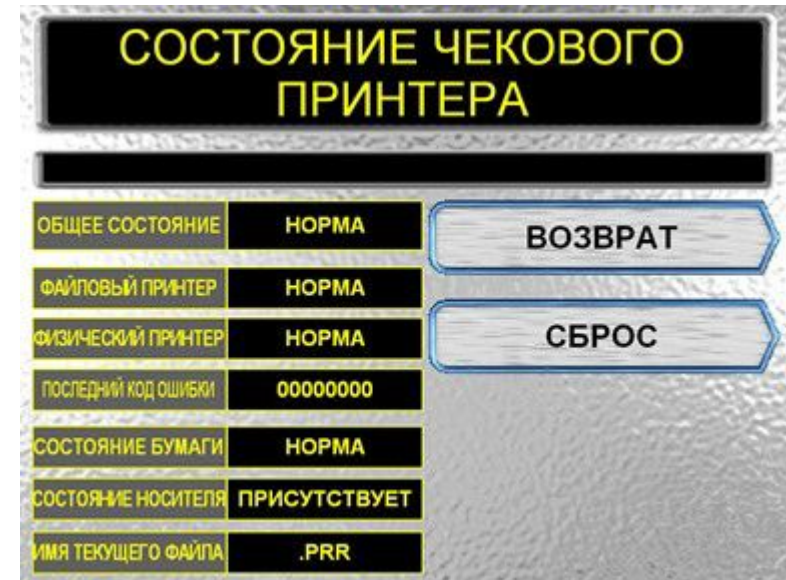 СОСТОЯНИЕ ЧЕКОВОГО
ПРИНТЕРА
ОБЩЕЕ СОСТОЯНИЕ НОРМА
ВОЗВРАТ
ФАЙЛОВЫЙ ПРИНТЕР НОРМА
ФИЗИЧЕСКИЙ ПРИНТЕР НОРМА
СБРОС
ПОСЛЕДНИЙ КОД ОШИБКИ 00000000
СОСТОЯНИЕ БУМАГИ НОРМА
СОСТОЯНИЕ НОСИТЕЛЯ ПРИСУТСТВУЕТ
ИМЯ ТЕКУЩЕГО ФАЙЛА .PRR